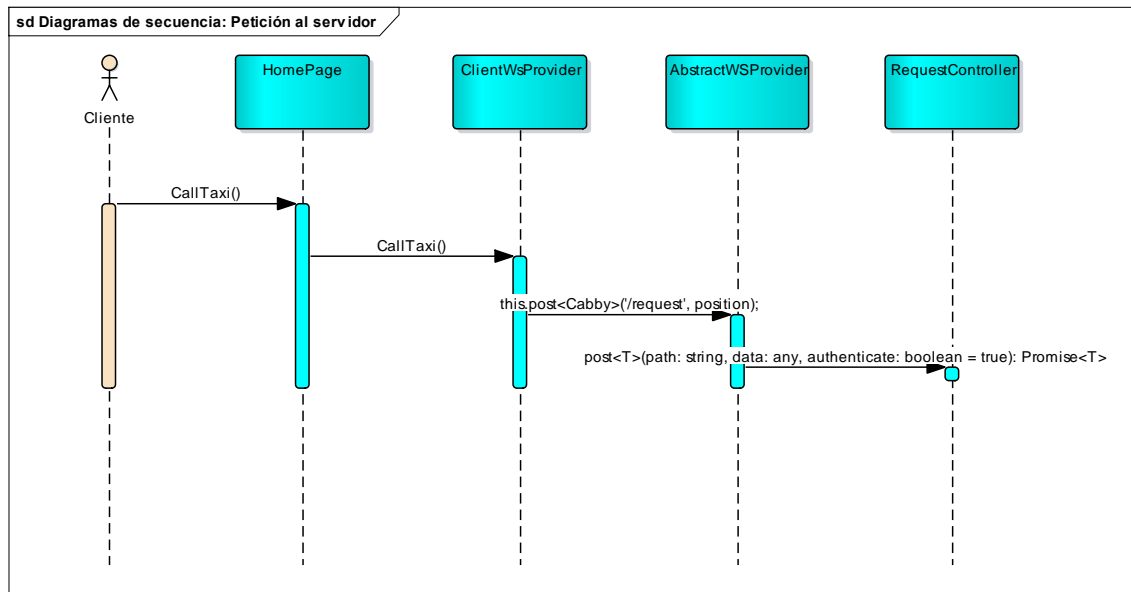 sd Diagramas de secuencia: Petición al servidor
Cliente
HomePage
ClientWsProvider
AbstractWSProvider
RequestController
CallTaxi()
CallTaxi()
this.post<Cabby>('/request', position);
post<T>(path: string, data: any, authenticate: boolean = true): Promise<T>